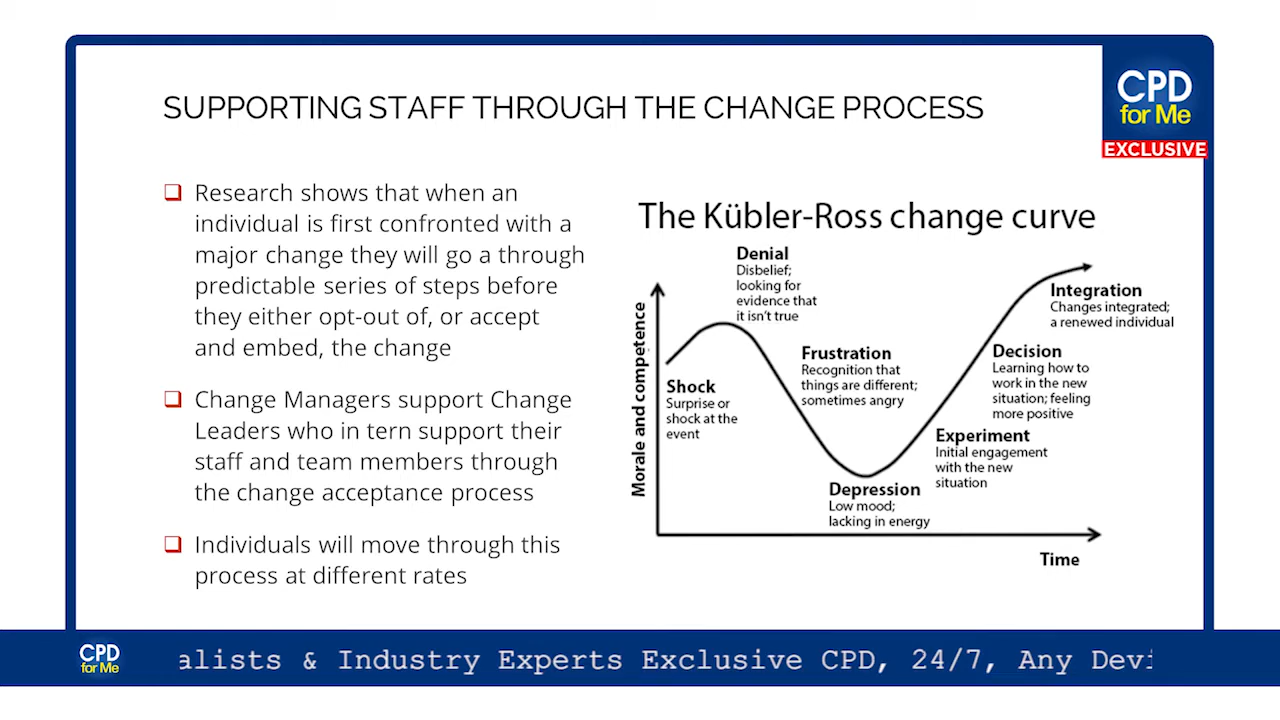 CPD
for Me
EXCLUSIVE
SUPPORTING STAFF THROUGH THE CHANGE PROCESS
Research shows that when an
individual is first confronted with a
major change they will go a through
predictable series of steps before
they either opt-out of, or accept
and embed, the change
Change Managers support Change
Leaders who in tern support their
staff and team members through
the change acceptance process
Individuals will move through this
process at different rates
The Kübler-Ross change curve
Morale and competence
Shock
Surprise or
shock at the
event
Denial
Disbelief;
looking for
evidence that
it isn't true
Frustration
Recognition that
things are different;
sometimes angry
Depression
Low mood;
lacking in energy
Experiment
Initial engagement
with the new
situation
Decision
Learning how to
work in the new
situation; feeling
more positive
Integration
Changes integrated;
a renewed individual
Time
CPD
for Me
alists & Industry Experts Exclusive CPD, 24/7, Any Devi